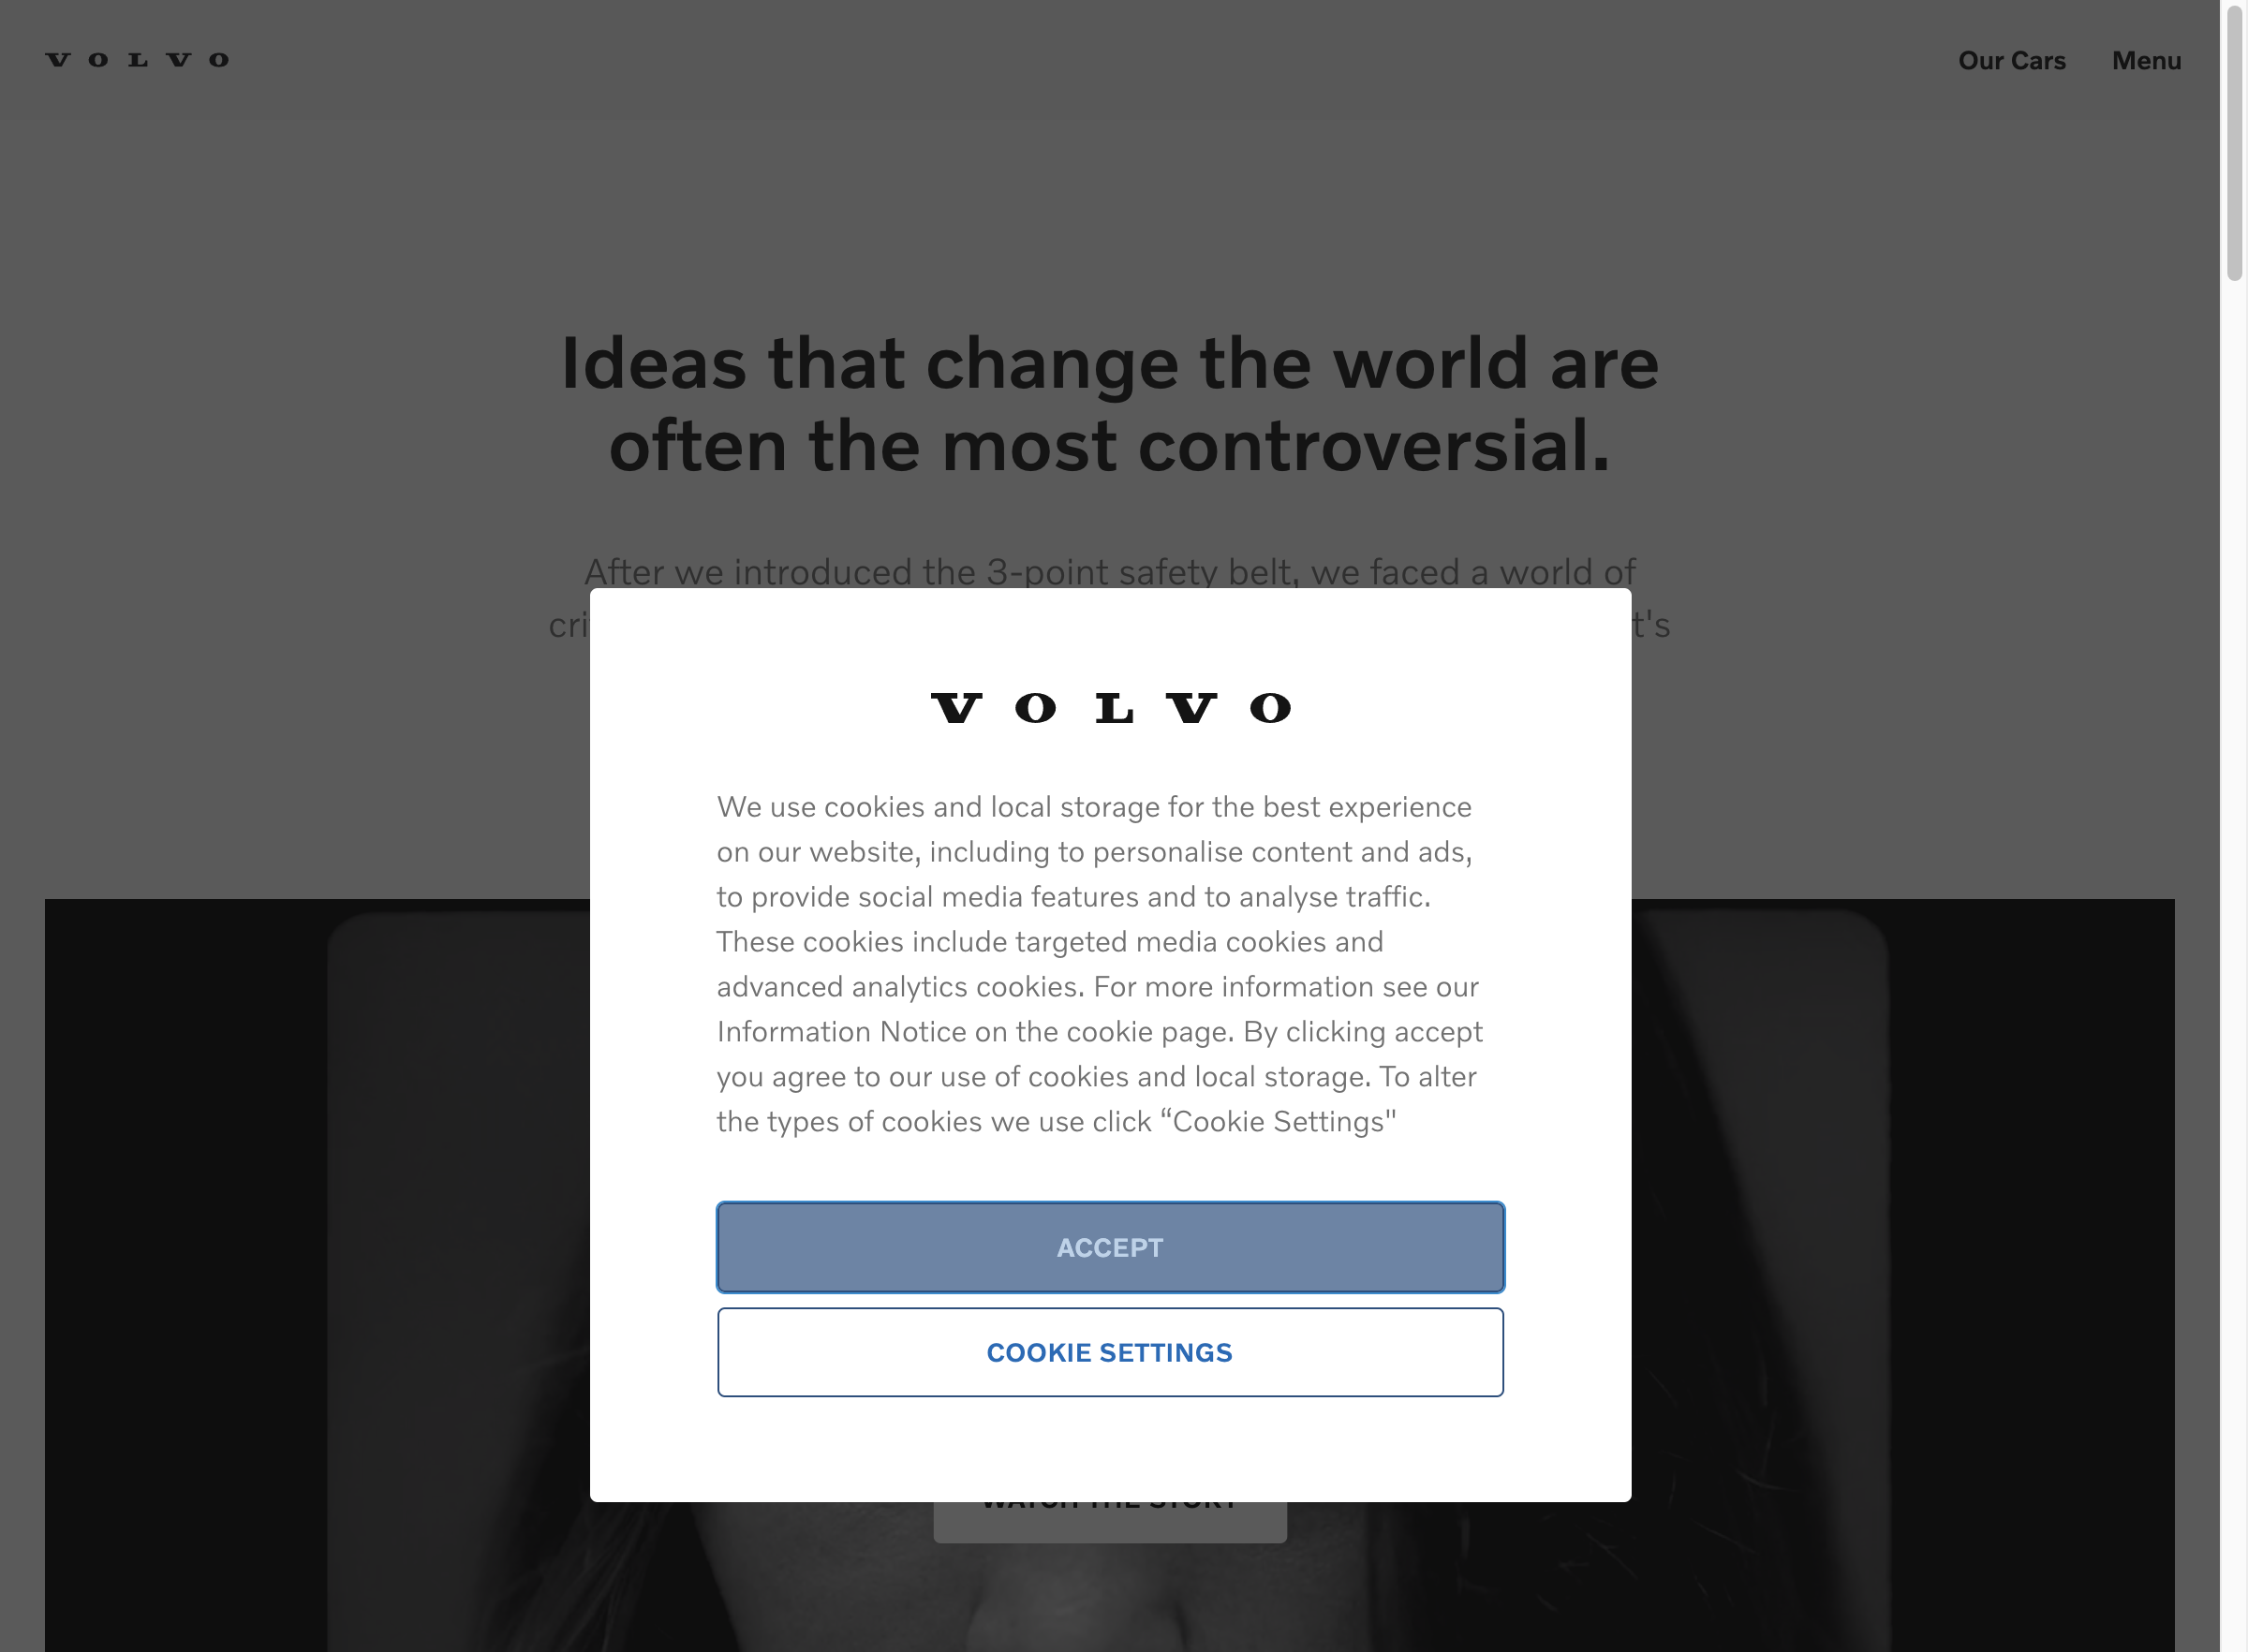 VOLVO
Our Cars
Menu
Ideas that change the world are
often the most controversial.
After we introduced the 3-point safety belt, we faced a world of
VOLVO
We use cookies and local storage for the best experience
on our website, including to personalise content and ads,
to provide social media features and to analyse traffic.
These cookies include targeted media cookies and
advanced analytics cookies. For more information see our
Information Notice on the cookie page. By clicking accept
you agree to our use of cookies and local storage. To alter
the types of cookies we use click “Cookie Settings"
ACCEPT
COOKIE SETTINGS
WATCH THE STORY